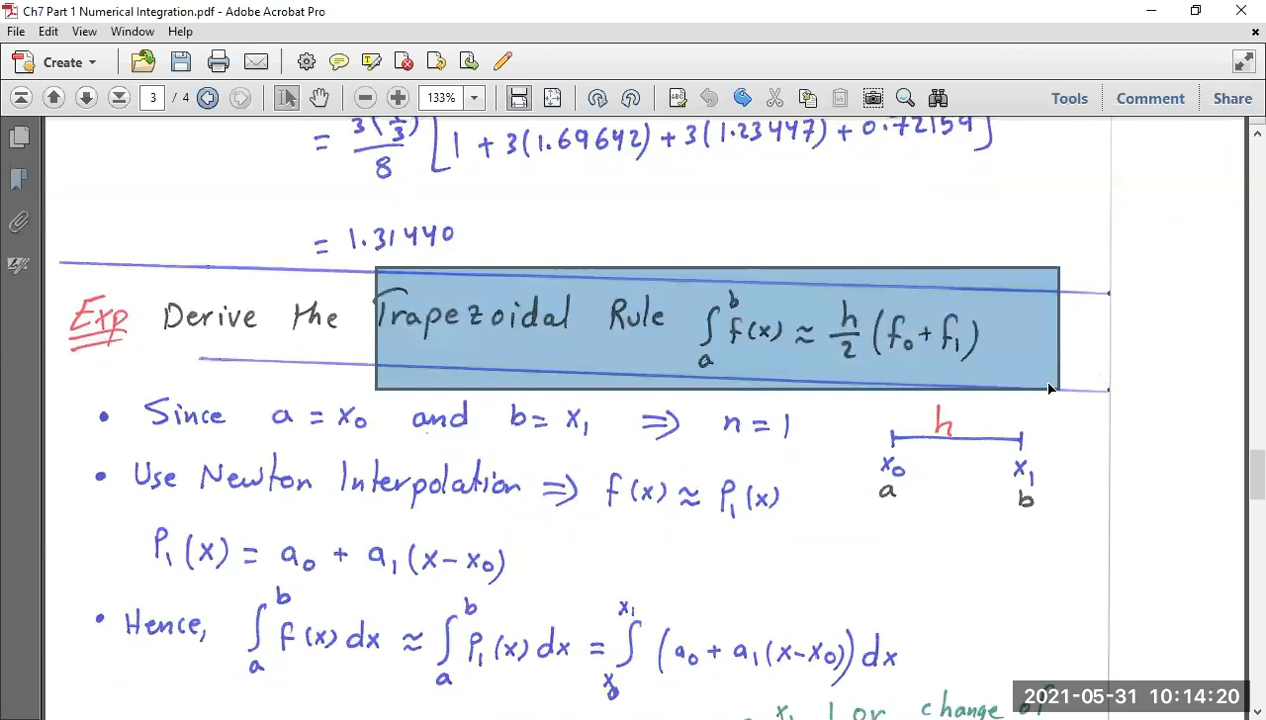 Ch7 Part 1 Numerical Integration.pdf - Adobe Acrobat Pro
File Edit View Window Help
Create
3 / 4 133% Tools Comment Share
= 3(1/3)/8 [1 + 3(1.69642) + 3(1.23447) + 0.72159]
= 1.31440
Exp Derive the Trapezoidal Rule ∫_a^b f(x) ≈ h/2 (f₀ + f₁)
• Since a = x₀ and b = x₁ ⇒ n = 1
h
x₀ x₁
a b
• Use Newton Interpolation ⇒ f(x) ≈ P₁(x)
P₁(x) = a₀ + a₁(x − x₀)
• Hence, ∫_a^b f(x) dx ≈ ∫_a^b P₁(x) dx = ∫_{x₀}^{x₁} (a₀ + a₁(x − x₀)) dx
or change of
2021-05-31 10:14:20